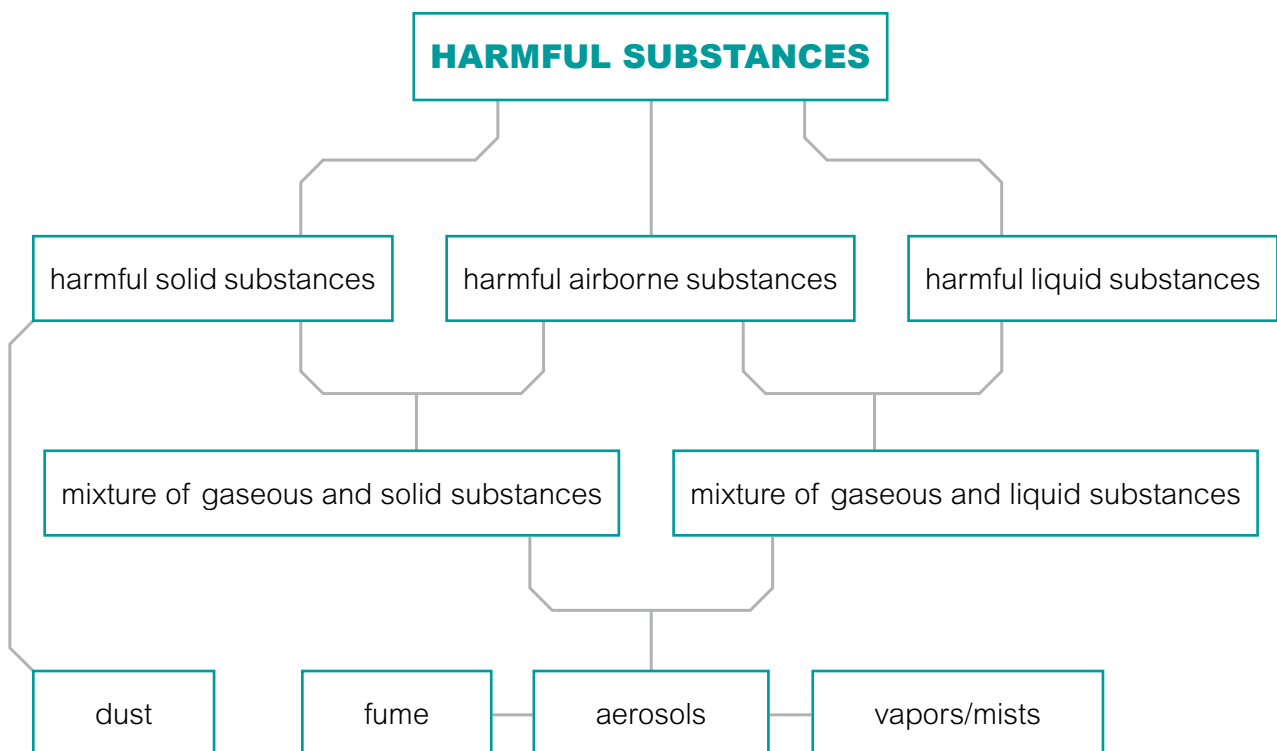 HARMFUL SUBSTANCES
harmful solid substances
harmful airborne substances
harmful liquid substances
mixture of gaseous and solid substances
mixture of gaseous and liquid substances
dust
fume
aerosols
vapors/mists